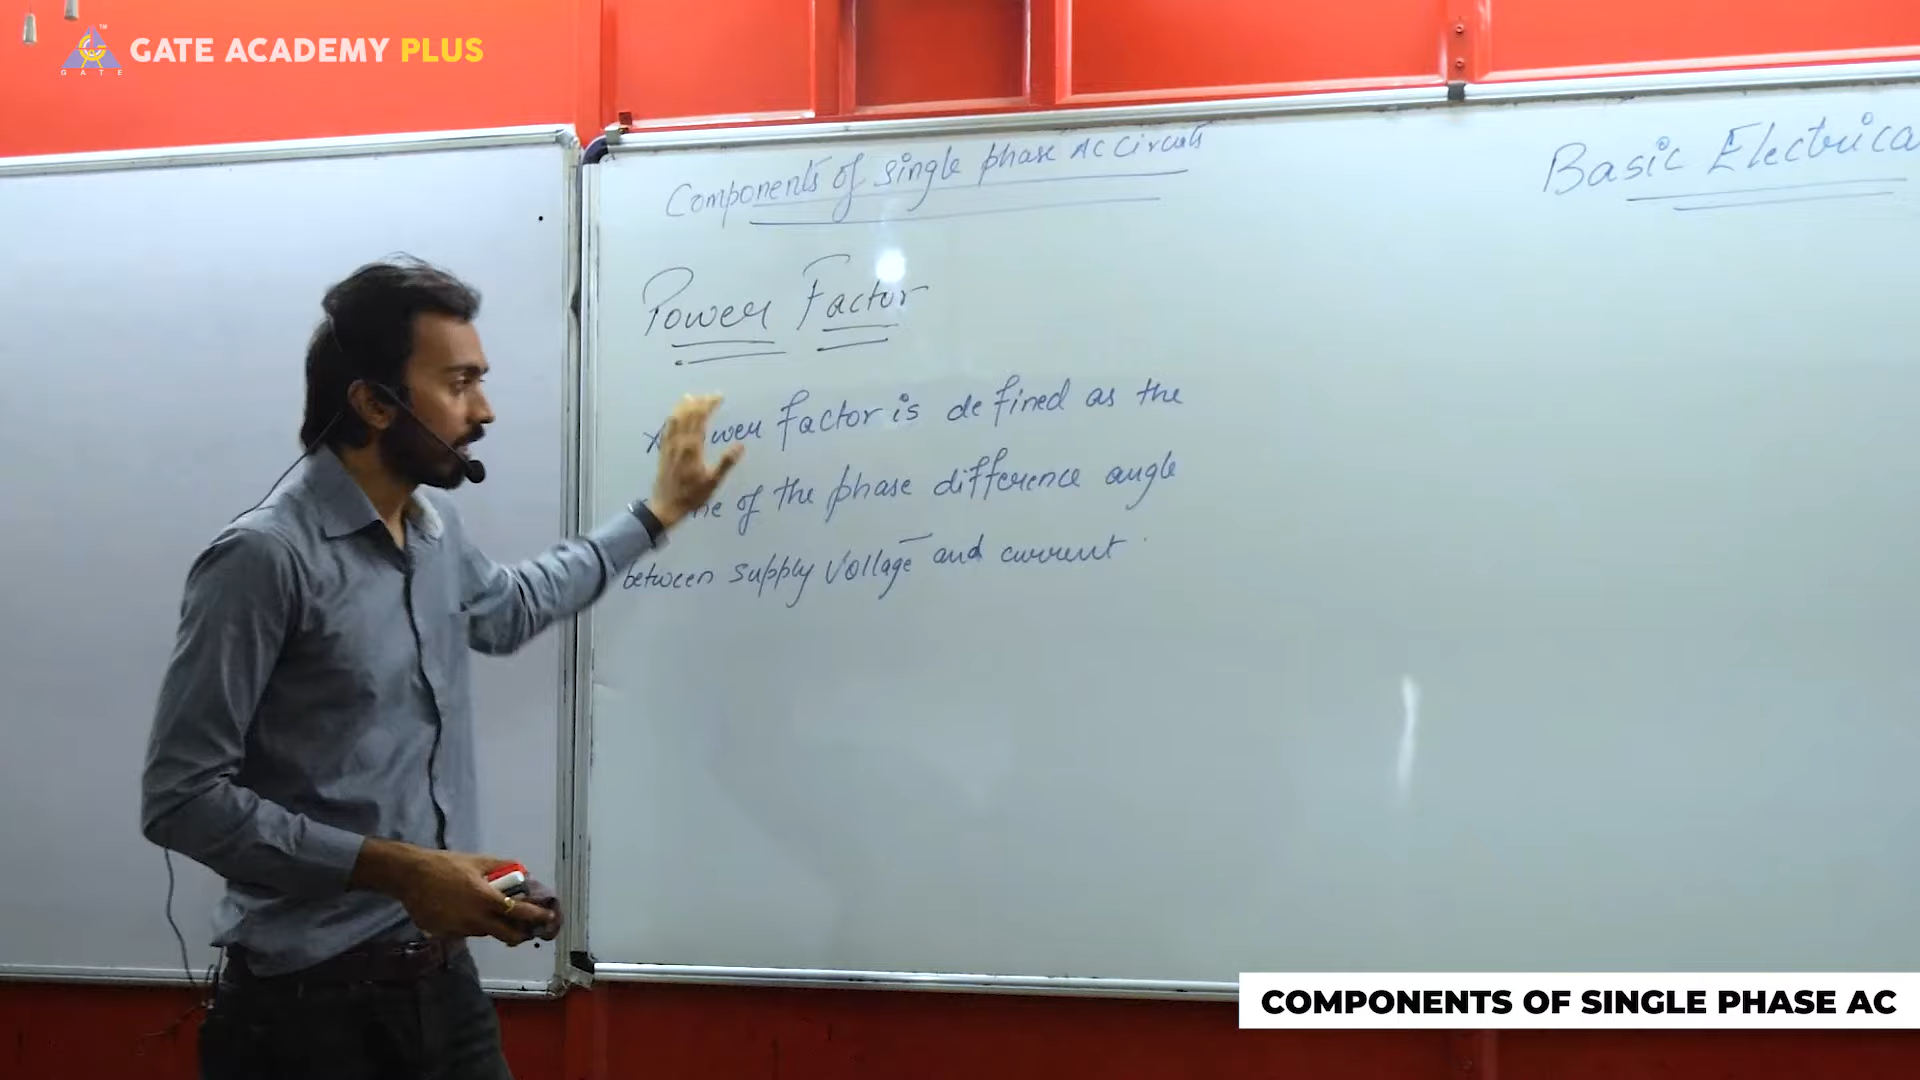 GATE ACADEMY PLUS
GATE
Components of single phase AC Circuits
Basic Electrica
Power Factor
factor is defined as the
of the phase difference angle
between supply voltage and current
COMPONENTS OF SINGLE PHASE AC